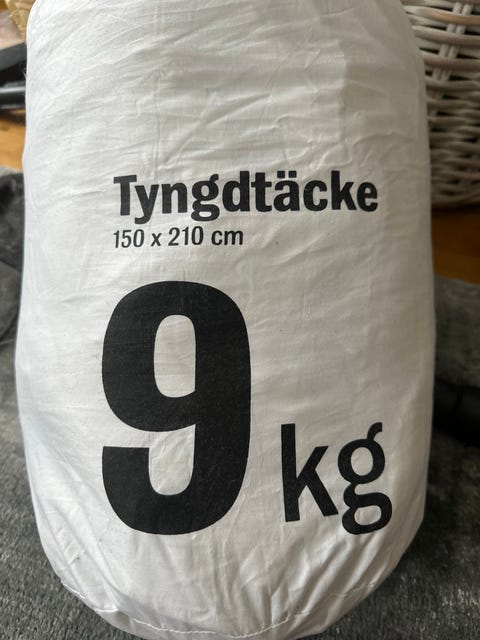 Tyngdtäcke
150 x 210 cm
9 kg